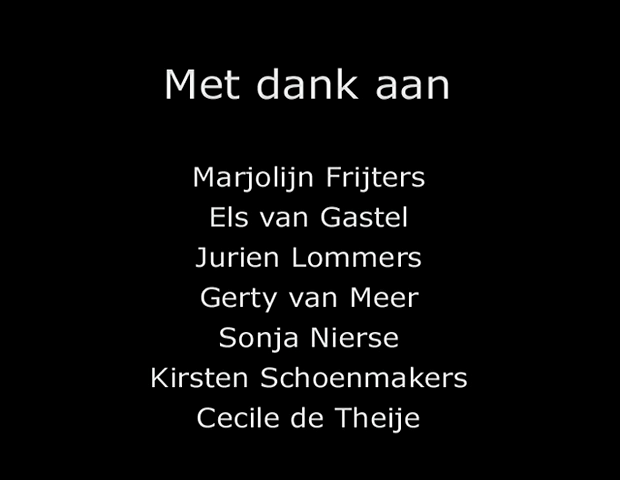 Met dank aan
Marjolijn Frijters
Els van Gastel
Jurien Lommers
Gerty van Meer
Sonja Nierse
Kirsten Schoenmakers
Cecile de Theije